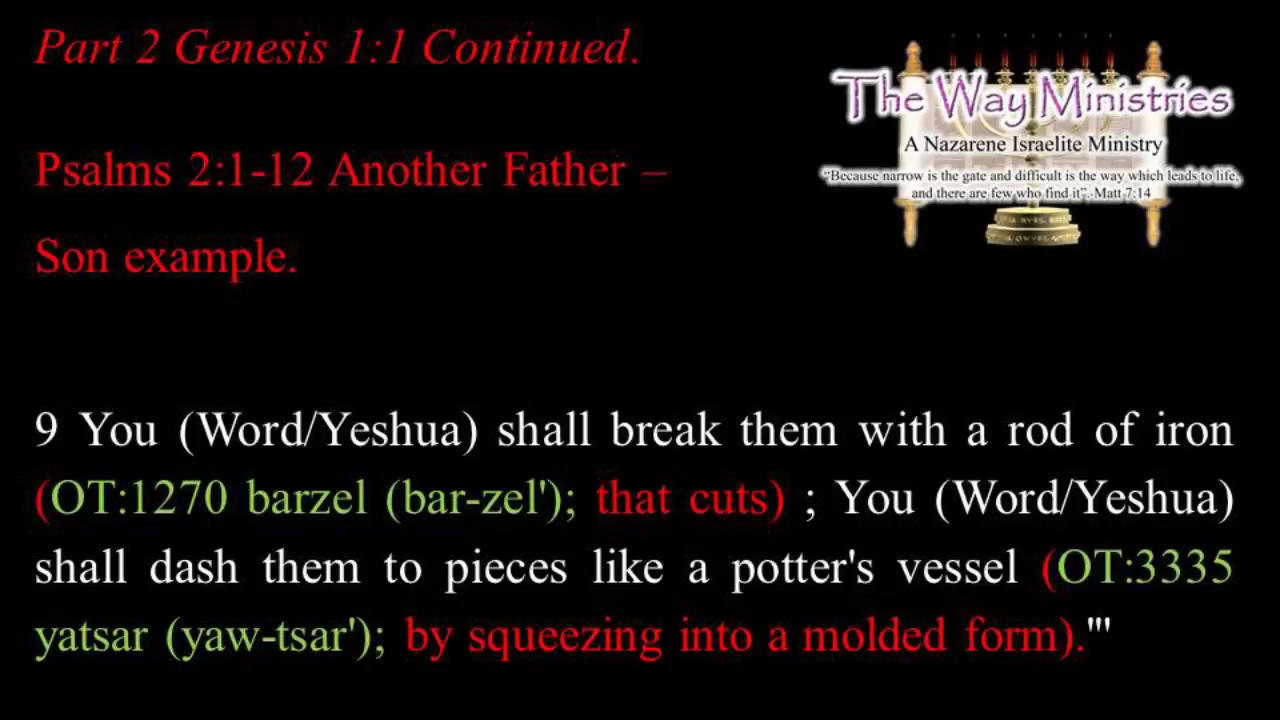 Part 2 Genesis 1:1 Continued.
The Way Ministries
A Nazarene Israelite Ministry
"Because narrow is the gate and difficult is the way which leads to life,
and there are few who find it". Matt 7:14
Psalms 2:1-12 Another Father –
Son example.
9 You (Word/Yeshua) shall break them with a rod of iron
(OT:1270 barzel (bar-zel'); that cuts) ; You (Word/Yeshua)
shall dash them to pieces like a potter's vessel (OT:3335
yatsar (yaw-tsar'); by squeezing into a molded form)."'